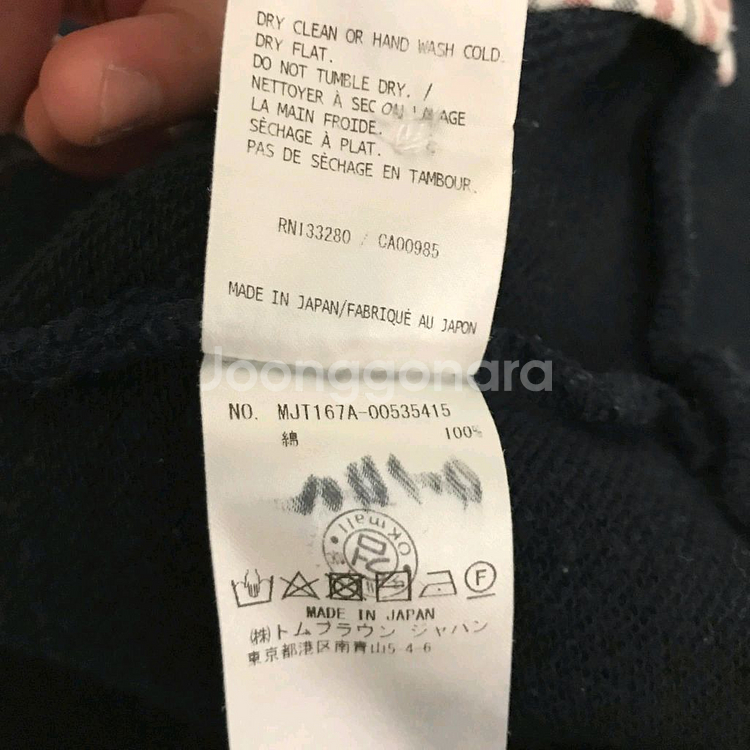 DRY CLEAN OR HAND WASH COLD.
DRY FLAT.
DO NOT TUMBLE DRY. /
NETTOYER À SEC OU LAVAGE
LA MAIN FROIDE.
SÈCHAGE À PLAT.
PAS DE SÈCHAGE EN TAMBOUR.
RN133280 / CA00985
MADE IN JAPAN/FABRIQUÉ AU JAPON
Joonggonara
NO. MJT167A-00535415
綿 100%
OKmall
F
MADE IN JAPAN
(株)トムブラウン ジャパン
東京都港区南青山5-4-6